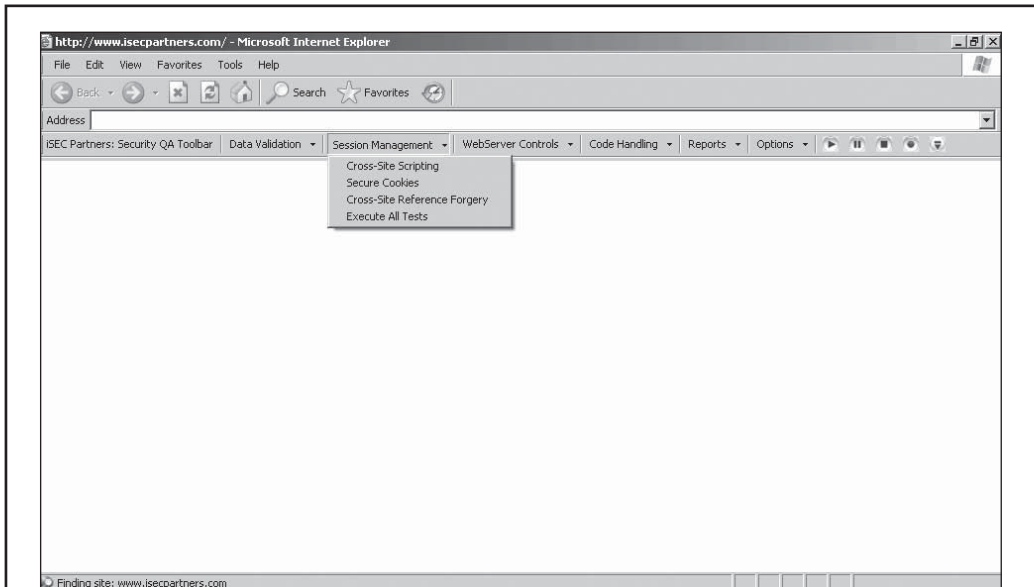 http://www.isecpartners.com/ - Microsoft Internet Explorer
File Edit View Favorites Tools Help
Back Search Favorites
Address
iSEC Partners: Security QA Toolbar Data Validation Session Management WebServer Controls Code Handling Reports Options
Cross-Site Scripting
Secure Cookies
Cross-Site Reference Forgery
Execute All Tests
Finding site: www.isecpartners.com